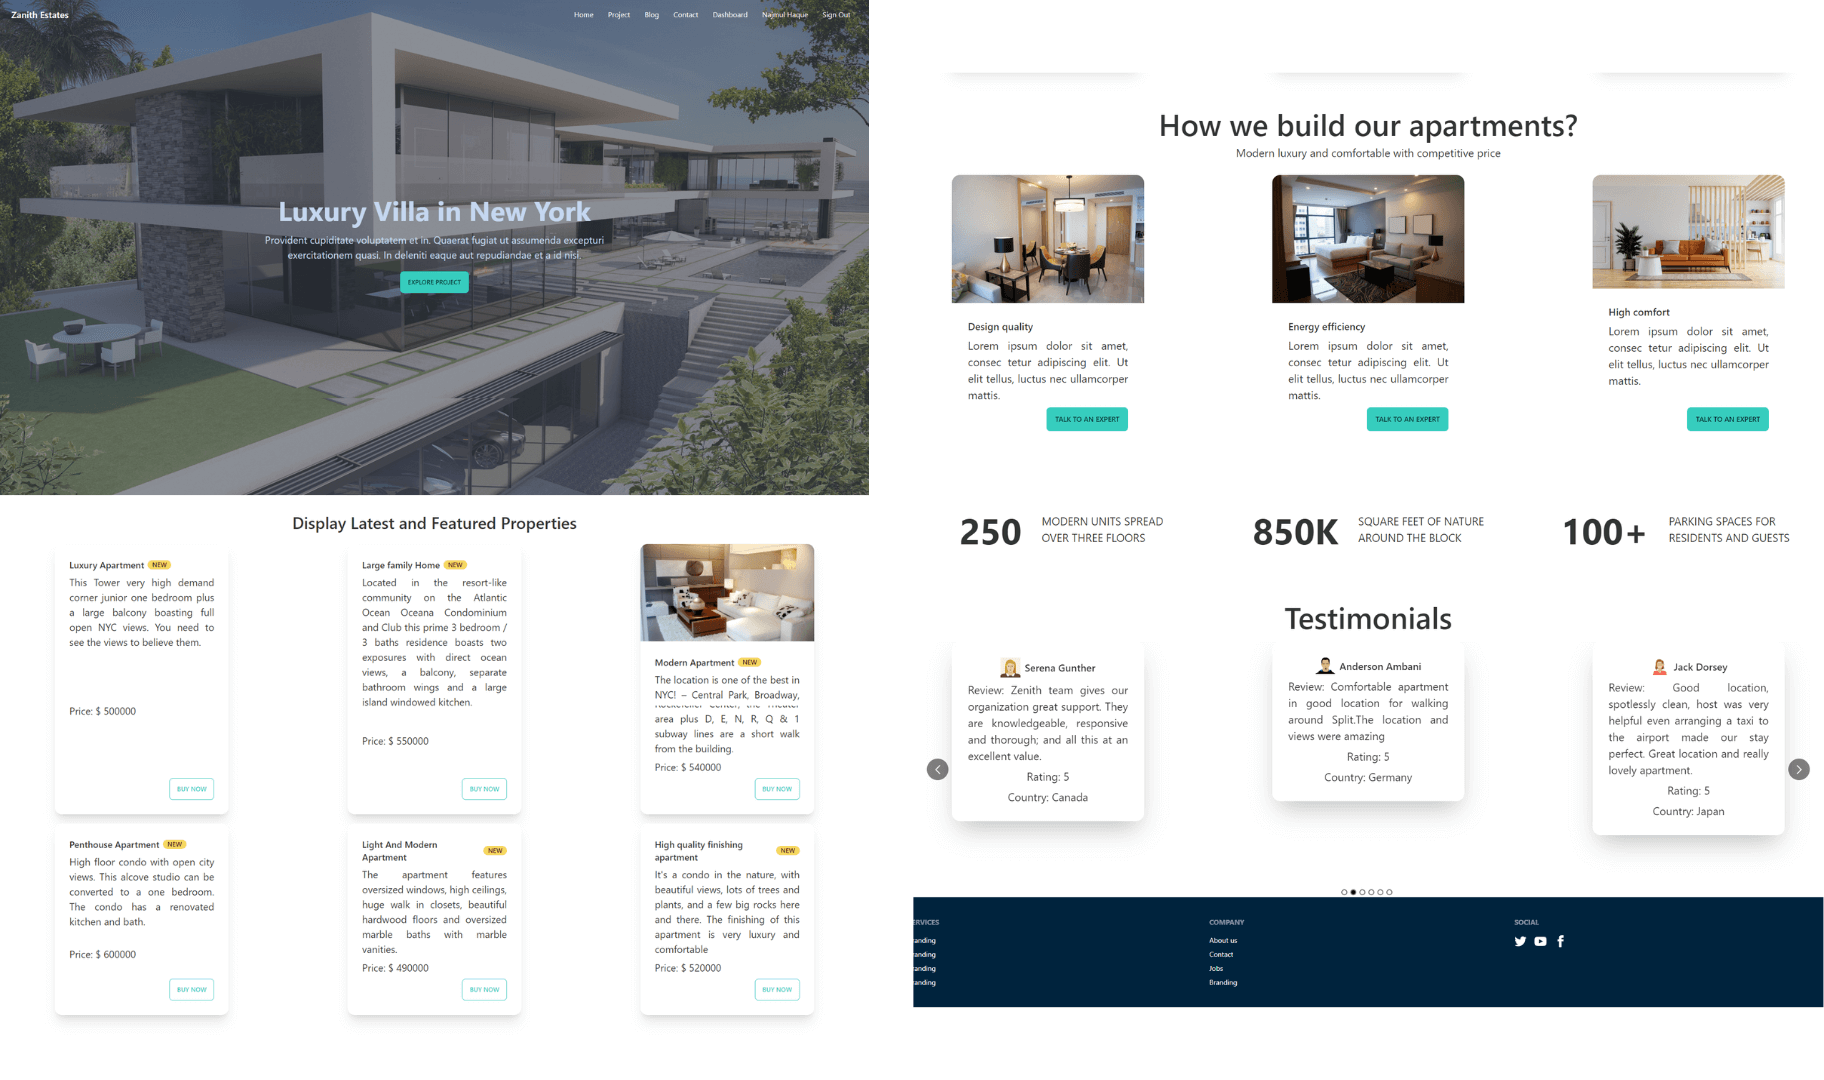 Zanith Estates
Home Project Blog Contact Dashboard Najmul Haque Sign Out
Luxury Villa in New York
Provident cupiditate voluptatem et in. Quaerat fugiat ut assumenda excepturi
exercitationem quasi. In deleniti eaque aut repudiandae et a id nisi.
EXPLORE PROJECT
Display Latest and Featured Properties
Luxury Apartment NEW
This Tower very high demand
corner junior one bedroom plus
a large balcony boasting full
open NYC views. You need to
see the views to believe them.
Price: $ 500000
BUY NOW
Large family Home NEW
Located in the resort-like
community on the Atlantic
Ocean Oceana Condominium
and Club this prime 3 bedroom /
3 baths residence boasts two
exposures with direct ocean
views, a balcony, separate
bathroom wings and a large
island windowed kitchen.
Price: $ 550000
BUY NOW
Modern Apartment NEW
The location is one of the best in
NYC! – Central Park, Broadway,
Rockefeller Center, the Theater
area plus D, E, N, R, Q & 1
subway lines are a short walk
from the building.
Price: $ 540000
BUY NOW
Penthouse Apartment NEW
High floor condo with open city
views. This alcove studio can be
converted to a one bedroom.
The condo has a renovated
kitchen and bath.
Price: $ 600000
BUY NOW
Light And Modern
Apartment NEW
The apartment features
oversized windows, high ceilings,
huge walk in closets, beautiful
hardwood floors and oversized
marble baths with marble
vanities.
Price: $ 490000
BUY NOW
High quality finishing
apartment NEW
It's a condo in the nature, with
beautiful views, lots of trees and
plants, and a few big rocks here
and there. The finishing of this
apartment is very luxury and
comfortable
Price: $ 520000
BUY NOW
How we build our apartments?
Modern luxury and comfortable with competitive price
Design quality
Lorem ipsum dolor sit amet,
consec tetur adipiscing elit. Ut
elit tellus, luctus nec ullamcorper
mattis.
TALK TO AN EXPERT
Energy efficiency
Lorem ipsum dolor sit amet,
consec tetur adipiscing elit. Ut
elit tellus, luctus nec ullamcorper
mattis.
TALK TO AN EXPERT
High comfort
Lorem ipsum dolor sit amet,
consec tetur adipiscing elit. Ut
elit tellus, luctus nec ullamcorper
mattis.
TALK TO AN EXPERT
250 MODERN UNITS SPREAD
OVER THREE FLOORS
850K SQUARE FEET OF NATURE
AROUND THE BLOCK
100+ PARKING SPACES FOR
RESIDENTS AND GUESTS
Testimonials
Serena Gunther
Review: Zenith team gives our
organization great support. They
are knowledgeable, responsive
and thorough; and all this at an
excellent value.
Rating: 5
Country: Canada
Anderson Ambani
Review: Comfortable apartment
in good location for walking
around Split.The location and
views were amazing
Rating: 5
Country: Germany
Jack Dorsey
Review: Good location,
spotlessly clean, host was very
helpful even arranging a taxi to
the airport made our stay
perfect. Great location and really
lovely apartment.
Rating: 5
Country: Japan
ERVICES
anding
anding
anding
anding
COMPANY
About us
Contact
Jobs
Branding
SOCIAL